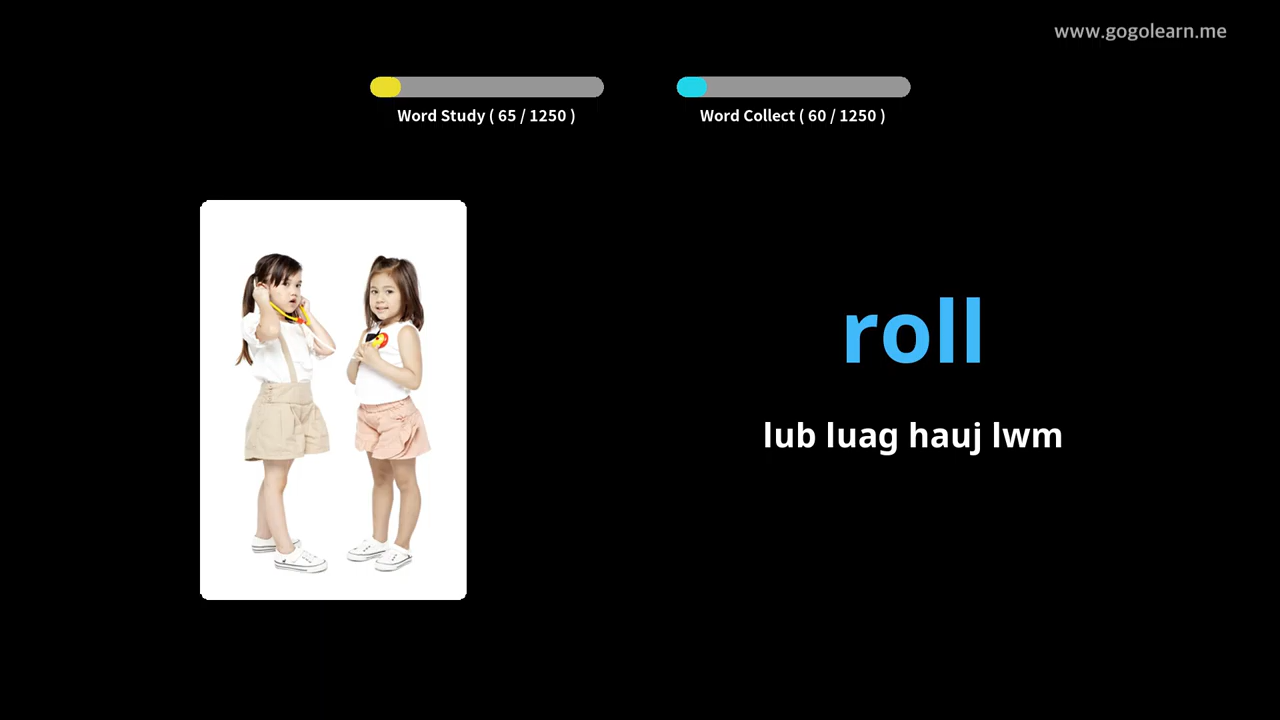 www.gogolearn.me
Word Study ( 65 / 1250 )
Word Collect ( 60 / 1250 )
roll
lub luag hauj lwm